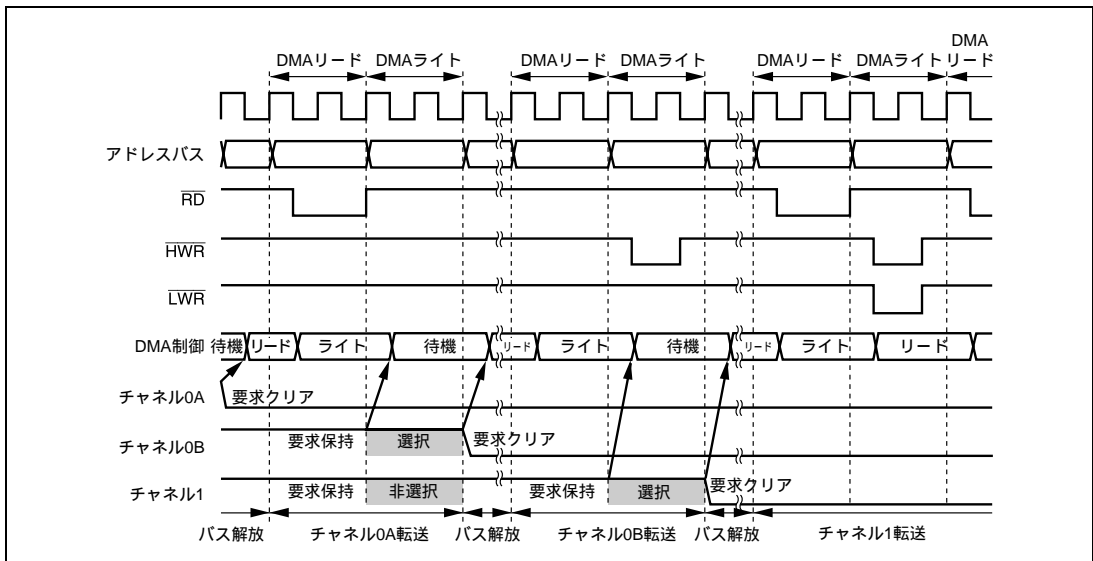 DMA
DMAリード DMAライト DMAリード DMAライト DMAリード DMAライト リード
アドレスバス
RD
HWR
LWR
DMA制御 待機 リード ライト 待機 リード ライト 待機 リード ライト リード
チャネル0A 要求クリア
チャネル0B 要求保持 選択 要求クリア
チャネル1 要求保持 非選択 要求保持 選択 要求クリア
バス解放 チャネル0A転送 バス解放 チャネル0B転送 バス解放 チャネル1転送